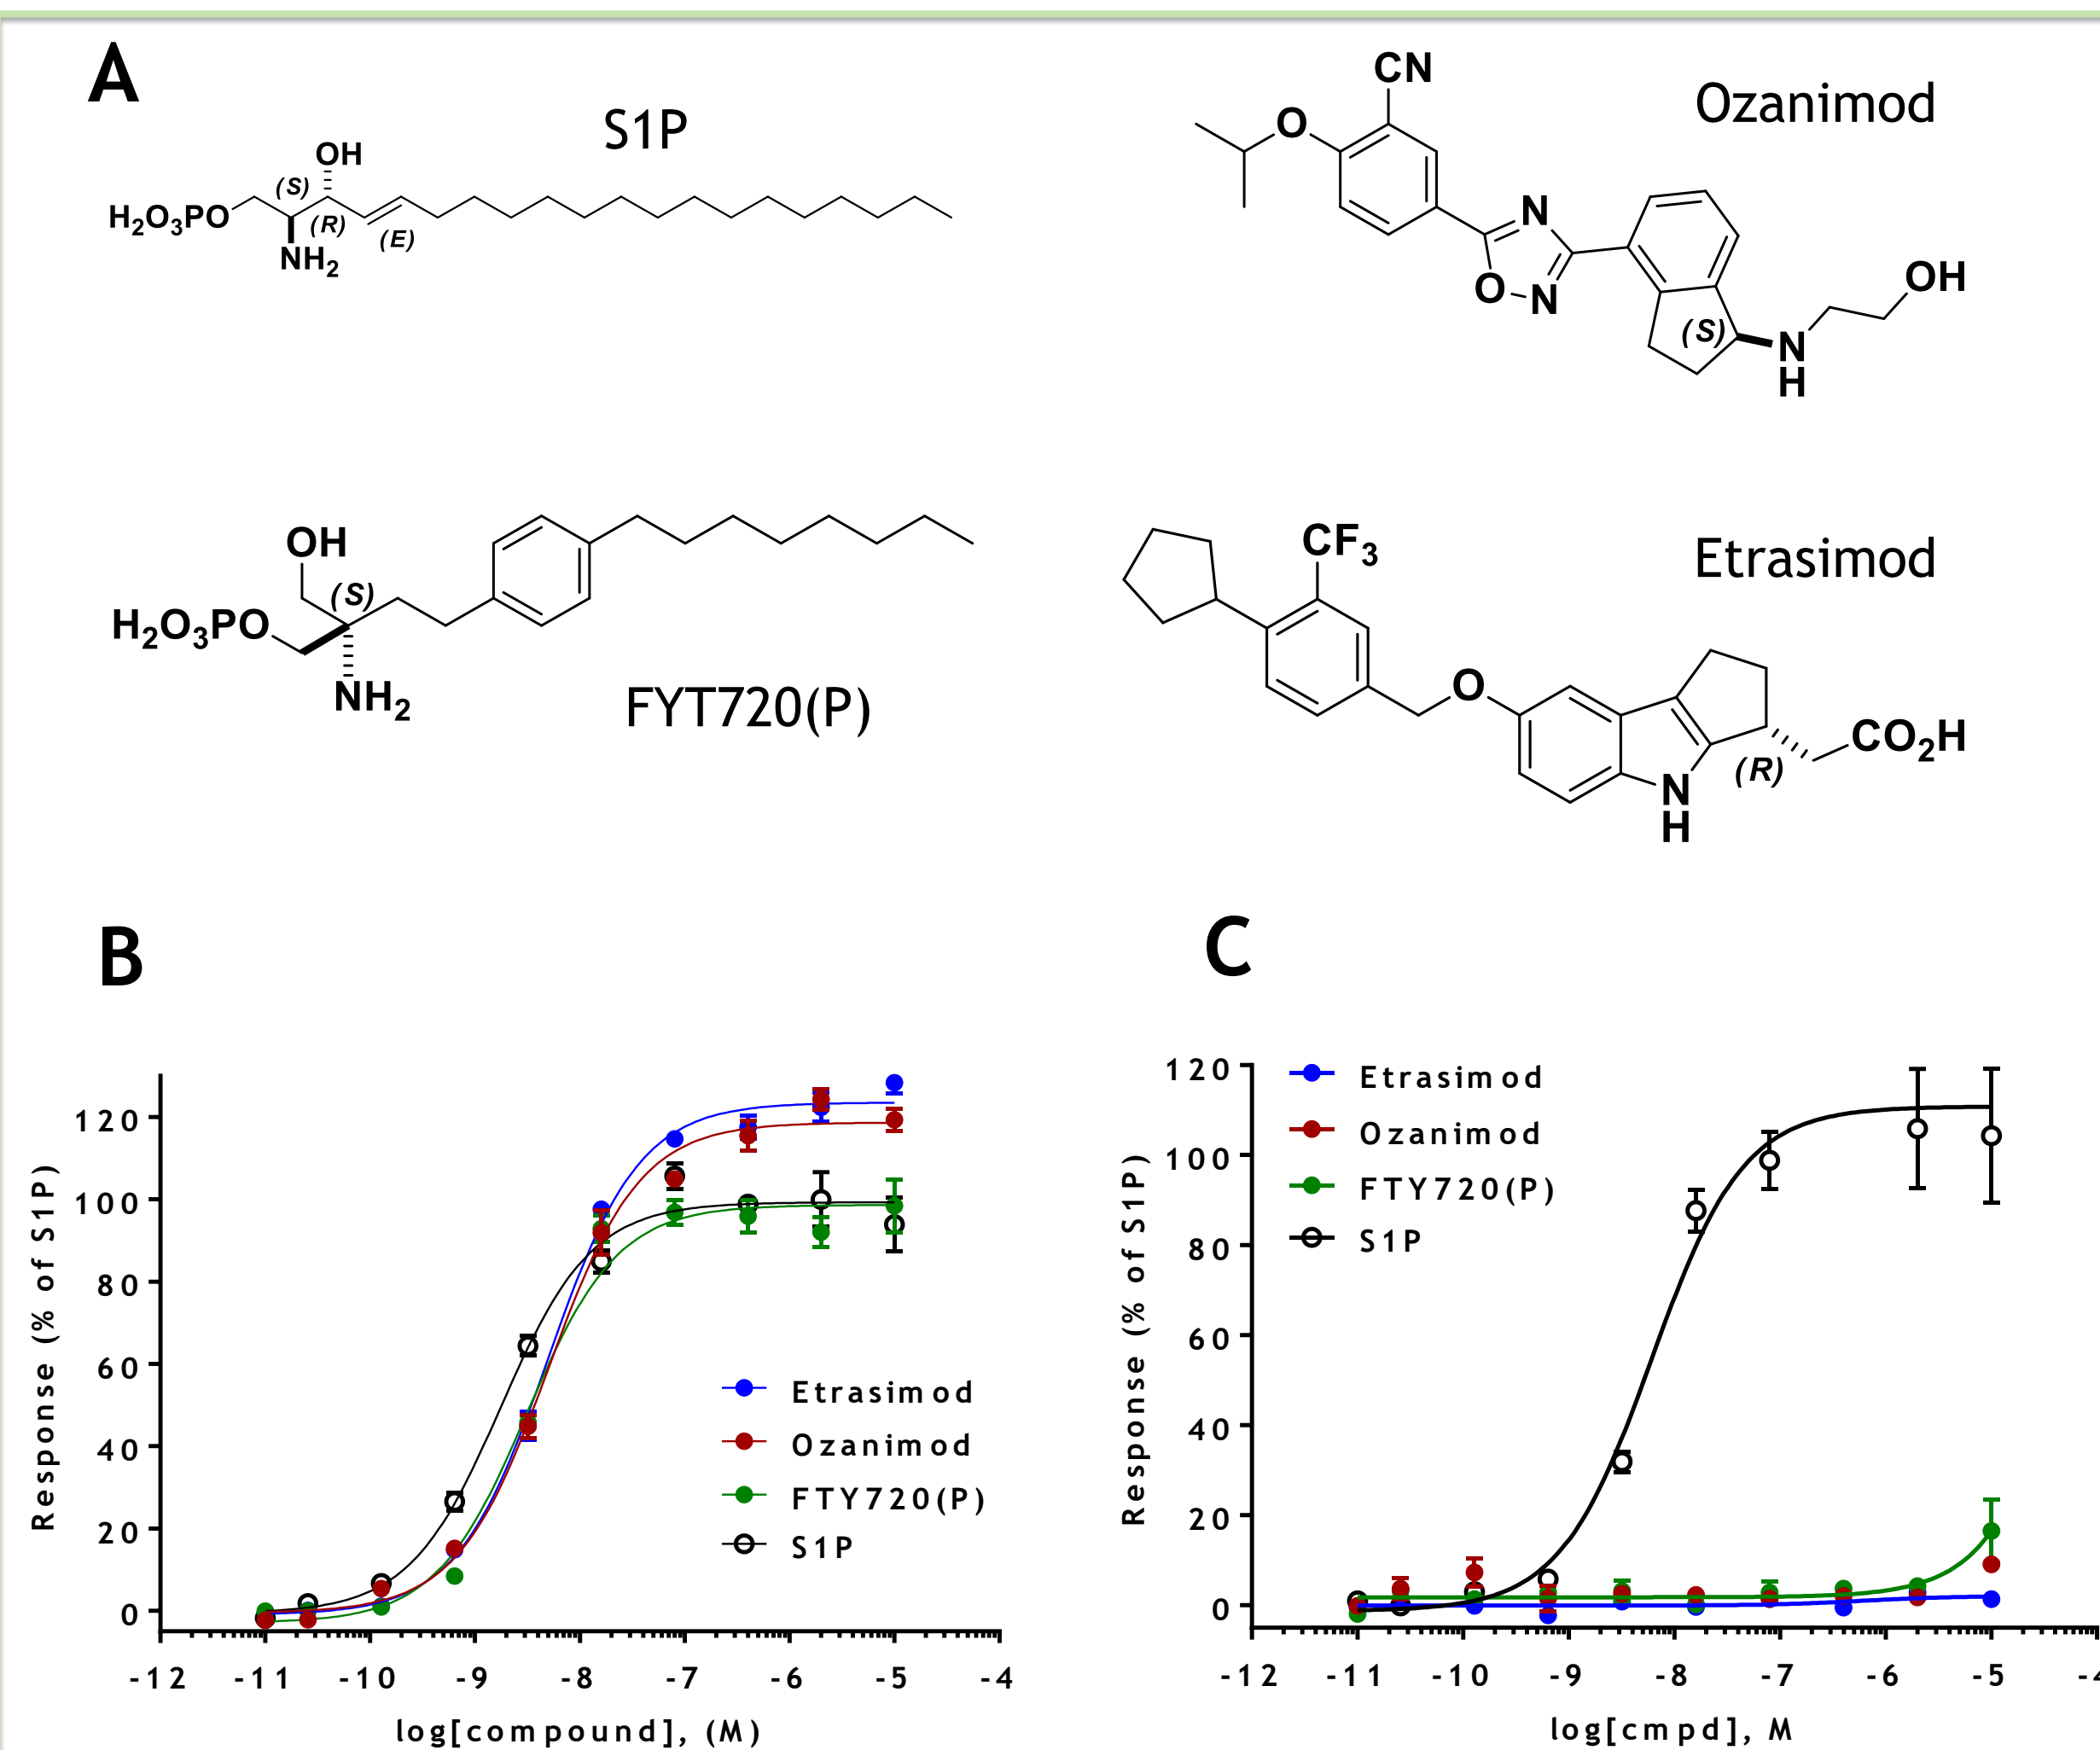 A
S1P
OH
(S)
H2O3PO
(R)
(E)
NH2
CN
Ozanimod
O
N
O
N
(S)
N
H
OH
OH
(S)
H2O3PO
NH2
FYT720(P)
CF3
Etrasimod
O
CO2H
(R)
N
H
B
Response (% of S1P)
120
100
80
60
40
20
0
-12 -11 -10 -9 -8 -7 -6 -5 -4
log[compound], (M)
Etrasimod
Ozanimod
FTY720(P)
S1P
C
Response (% of S1P)
120
100
80
60
40
20
0
-12 -11 -10 -9 -8 -7 -6 -5 -4
log[cmpd], M
Etrasimod
Ozanimod
FTY720(P)
S1P